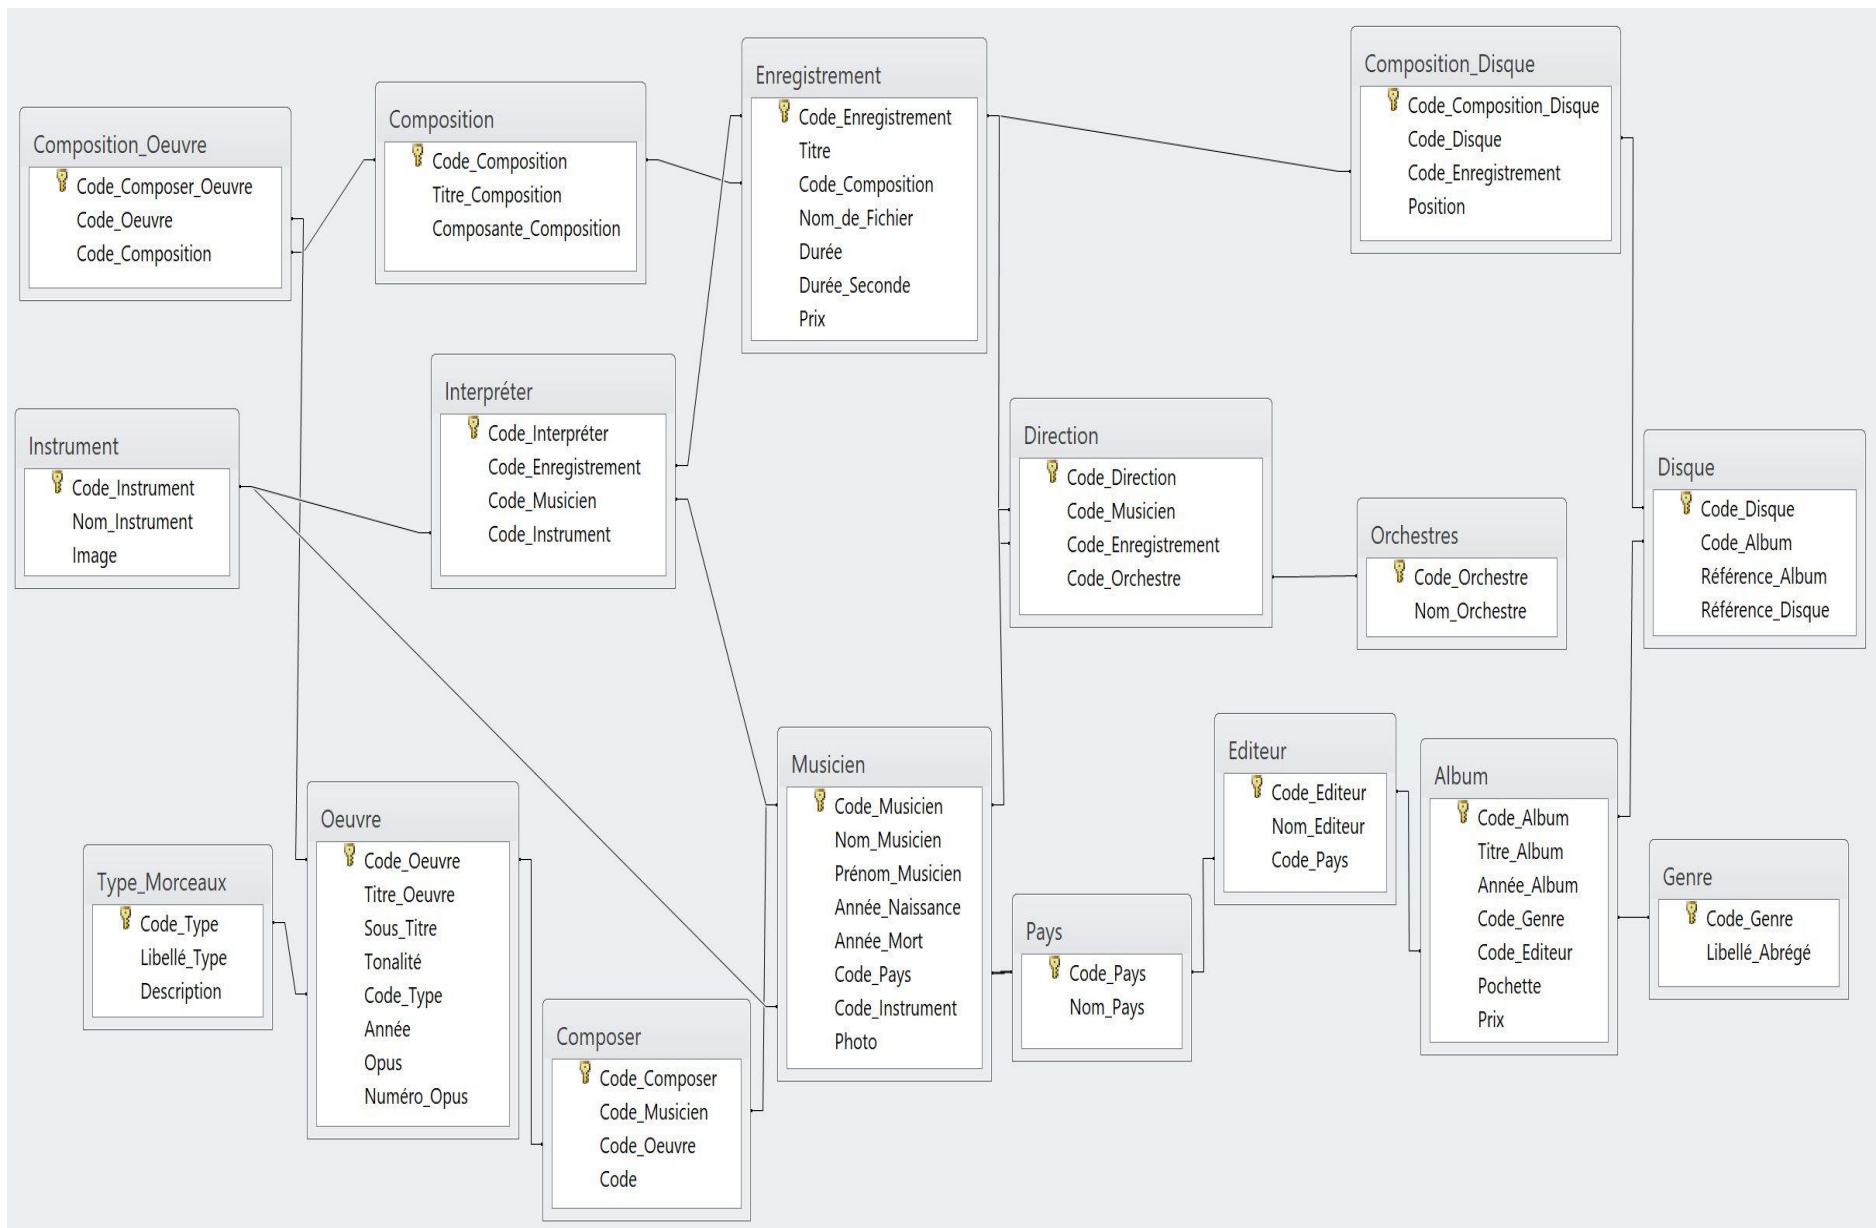 Composition_Oeuvre
Code_Composer_Oeuvre
Code_Oeuvre
Code_Composition
Composition
Code_Composition
Titre_Composition
Composante_Composition
Enregistrement
Code_Enregistrement
Titre
Code_Composition
Nom_de_Fichier
Durée
Durée_Seconde
Prix
Composition_Disque
Code_Composition_Disque
Code_Disque
Code_Enregistrement
Position
Instrument
Code_Instrument
Nom_Instrument
Image
Interpréter
Code_Interpréter
Code_Enregistrement
Code_Musicien
Code_Instrument
Direction
Code_Direction
Code_Musicien
Code_Enregistrement
Code_Orchestre
Orchestres
Code_Orchestre
Nom_Orchestre
Disque
Code_Disque
Code_Album
Référence_Album
Référence_Disque
Type_Morceaux
Code_Type
Libellé_Type
Description
Oeuvre
Code_Oeuvre
Titre_Oeuvre
Sous_Titre
Tonalité
Code_Type
Année
Opus
Numéro_Opus
Composer
Code_Composer
Code_Musicien
Code_Oeuvre
Code
Musicien
Code_Musicien
Nom_Musicien
Prénom_Musicien
Année_Naissance
Année_Mort
Code_Pays
Code_Instrument
Photo
Pays
Code_Pays
Nom_Pays
Editeur
Code_Editeur
Nom_Editeur
Code_Pays
Album
Code_Album
Titre_Album
Année_Album
Code_Genre
Code_Editeur
Pochette
Prix
Genre
Code_Genre
Libellé_Abrégé